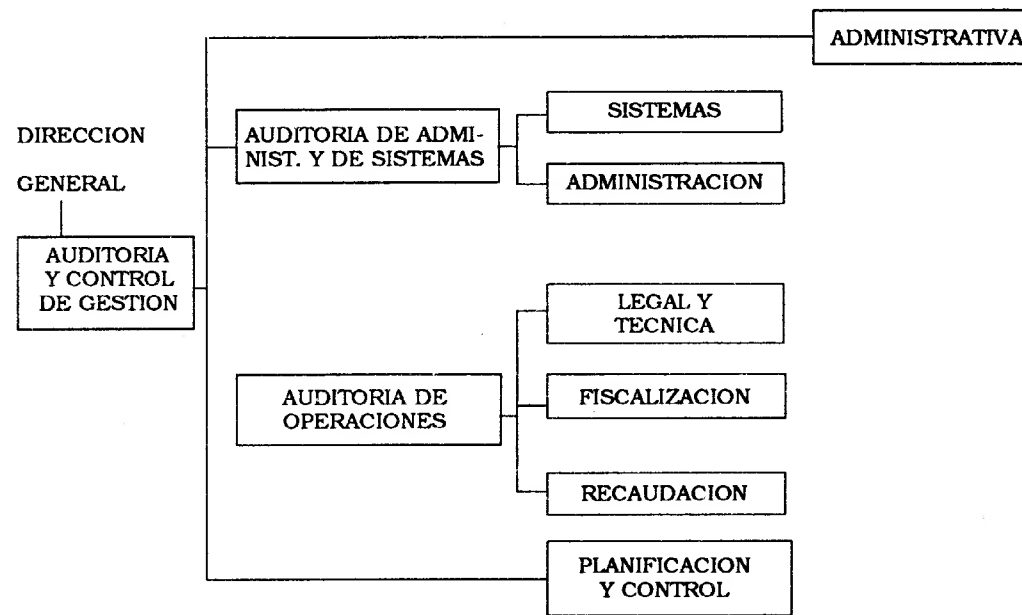 ADMINISTRATIVA
DIRECCION
GENERAL
AUDITORIA
Y CONTROL
DE GESTION
AUDITORIA DE ADMI-
NIST. Y DE SISTEMAS
SISTEMAS
ADMINISTRACION
AUDITORIA DE
OPERACIONES
LEGAL Y
TECNICA
FISCALIZACION
RECAUDACION
PLANIFICACION
Y CONTROL